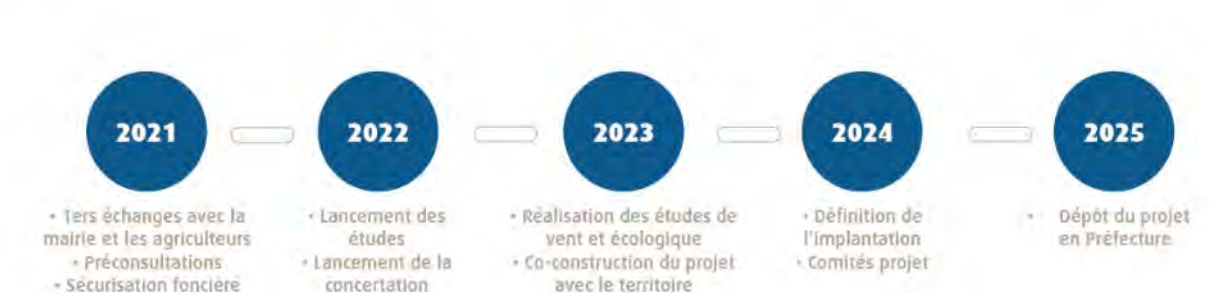 2021
• 1ers échanges avec la
mairie et les agriculteurs
• Préconsultations
• Sécurisation foncière
2022
• Lancement des
études
• Lancement de la
concertation
2023
• Réalisation des études de
vent et écologique
• Co-construction du projet
avec le territoire
2024
• Définition de
l'implantation
• Comités projet
2025
• Dépôt du projet
en Préfecture